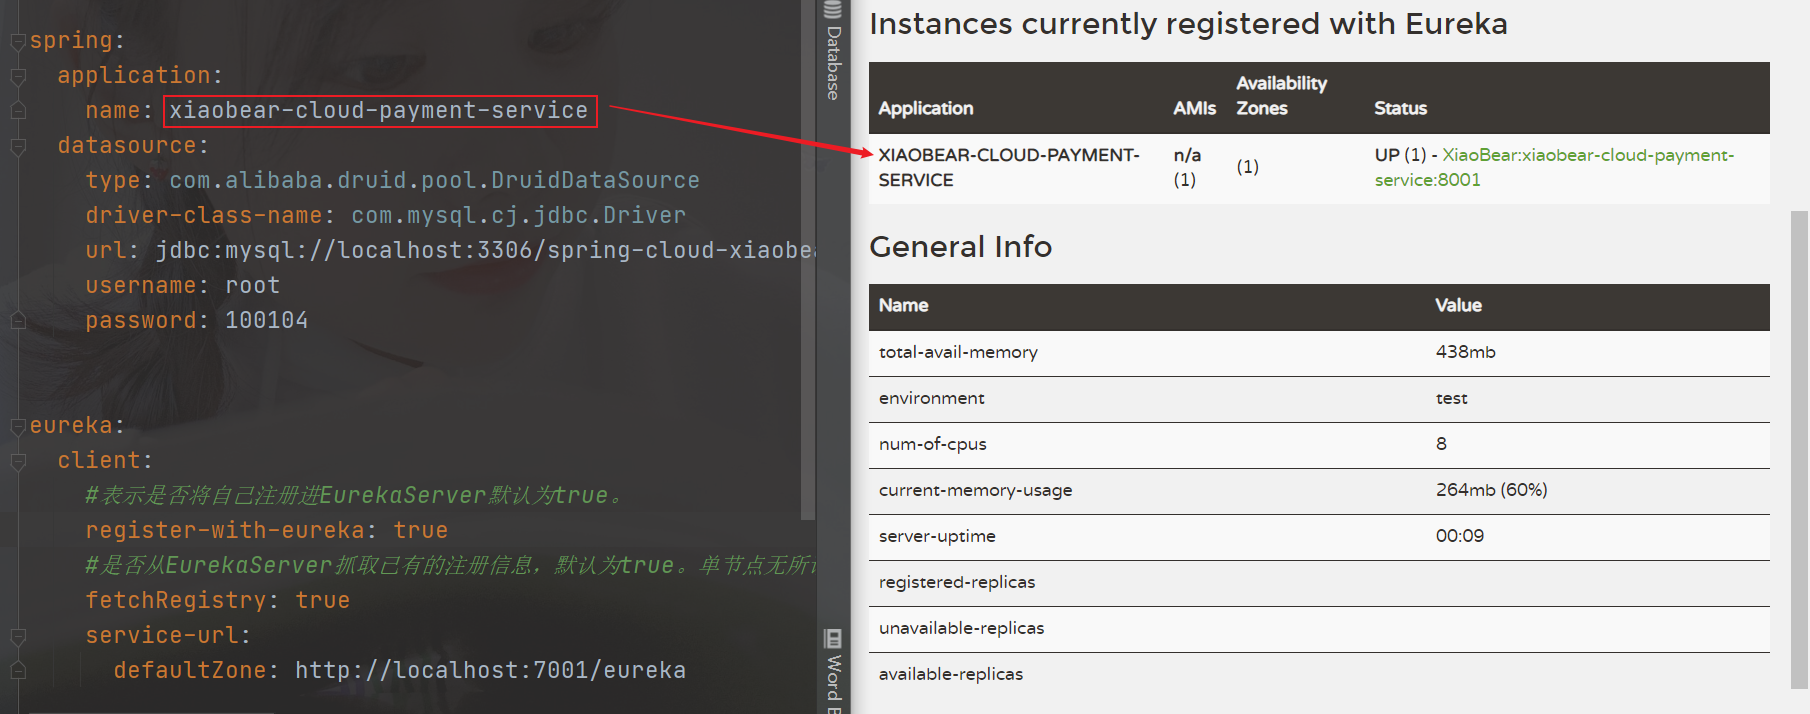 spring:
application:
name: xiaobear-cloud-payment-service
datasource:
type: com.alibaba.druid.pool.DruidDataSource
driver-class-name: com.mysql.cj.jdbc.Driver
url: jdbc:mysql://localhost:3306/spring-cloud-xiaobea
username: root
password: 100104
eureka:
client:
#表示是否将自己注册进EurekaServer默认为true。
register-with-eureka: true
#是否从EurekaServer抓取已有的注册信息，默认为true。单节点无所
fetchRegistry: true
service-url:
defaultZone: http://localhost:7001/eureka
Database
Word B
Instances currently registered with Eureka
Application AMIs Availability Zones Status
XIAOBEAR-CLOUD-PAYMENT- n/a (1) UP (1) - XiaoBear:xiaobear-cloud-payment-
SERVICE (1) service:8001
General Info
Name Value
total-avail-memory 438mb
environment test
num-of-cpus 8
current-memory-usage 264mb (60%)
server-uptime 00:09
registered-replicas
unavailable-replicas
available-replicas